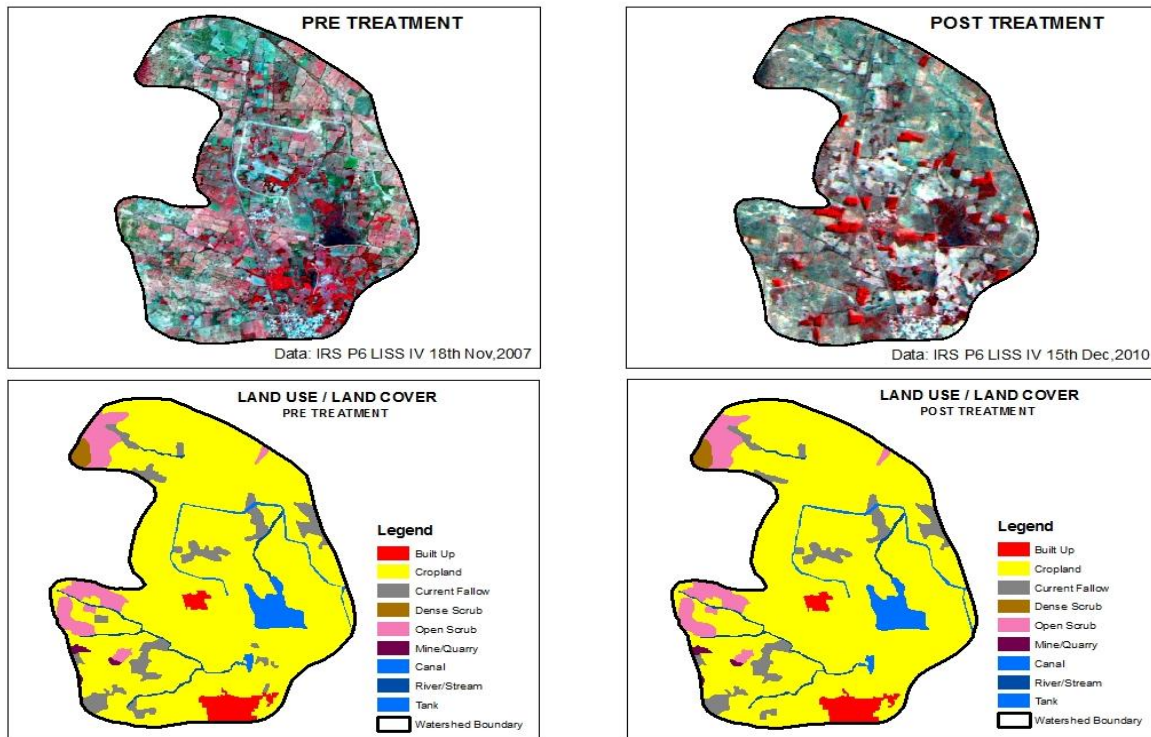 PRE TREATMENT
Data: IRS P6 LISS IV 18th Nov,2007
POST TREATMENT
Data: IRS P6 LISS IV 15th Dec,2010
LAND USE / LAND COVER
PRE TREATMENT
Legend
Built Up
Cropland
Current Fallow
Dense Scrub
Open Scrub
Mine/Quarry
Canal
River/Stream
Tank
Watershed Boundary
LAND USE / LAND COVER
POST TREATMENT
Legend
Built Up
Cropland
Current Fallow
Dense Scrub
Open Scrub
Mine/Quarry
Canal
River/Stream
Tank
Watershed Boundary